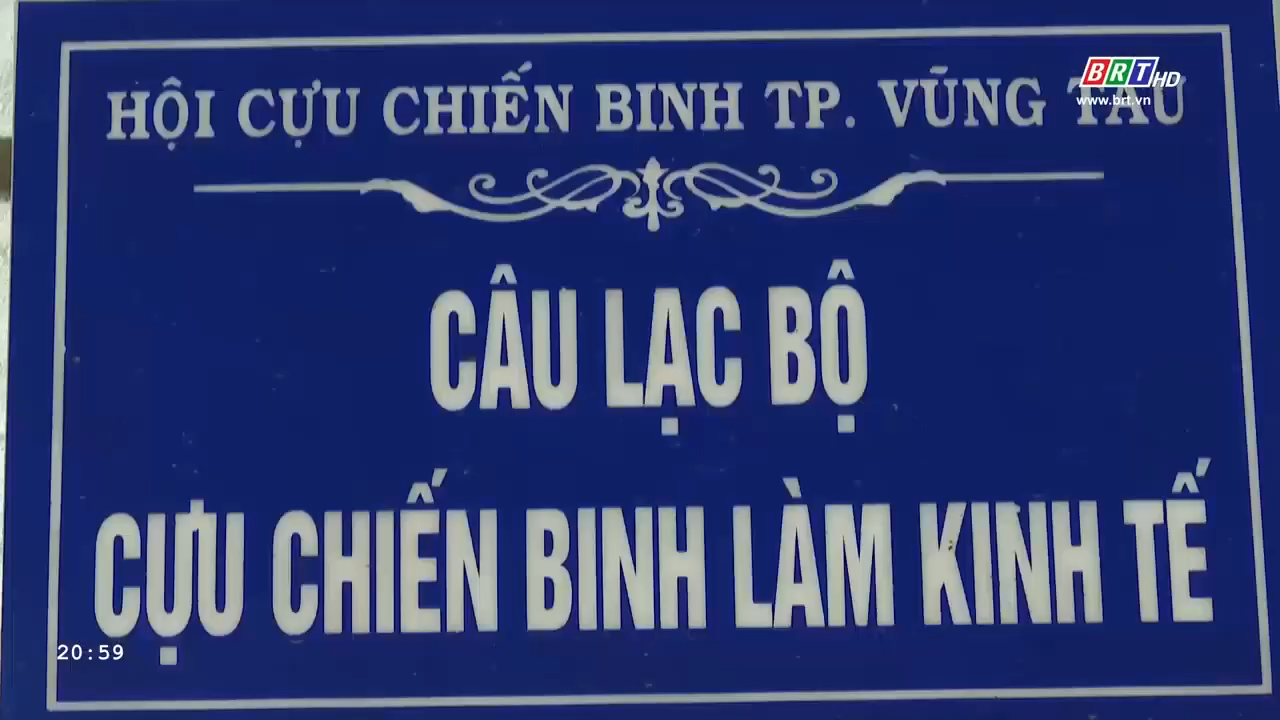 BRT HD
www.brt.vn
HỘI CỰU CHIẾN BINH TP. VŨNG TÀU
CÂU LẠC BỘ
CỰU CHIẾN BINH LÀM KINH TẾ
20:59